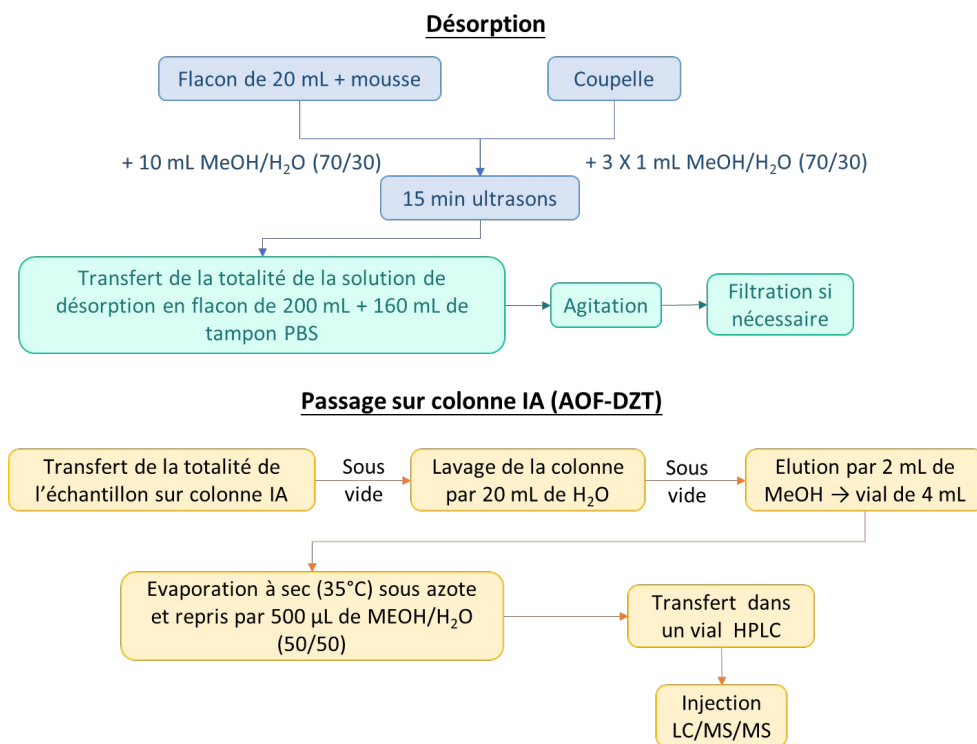 Désorption
Flacon de 20 mL + mousse
Coupelle
+ 10 mL MeOH/H₂O (70/30)
+ 3 X 1 mL MeOH/H₂O (70/30)
15 min ultrasons
Transfert de la totalité de la solution de
désorption en flacon de 200 mL + 160 mL de
tampon PBS
Agitation
Filtration si
nécessaire
Passage sur colonne IA (AOF-DZT)
Transfert de la totalité de
l'échantillon sur colonne IA
Sous
vide
Lavage de la colonne
par 20 mL de H₂O
Sous
vide
Elution par 2 mL de
MeOH → vial de 4 mL
Evaporation à sec (35°C) sous azote
et repris par 500 µL de MEOH/H₂O
(50/50)
Transfert dans
un vial HPLC
Injection
LC/MS/MS